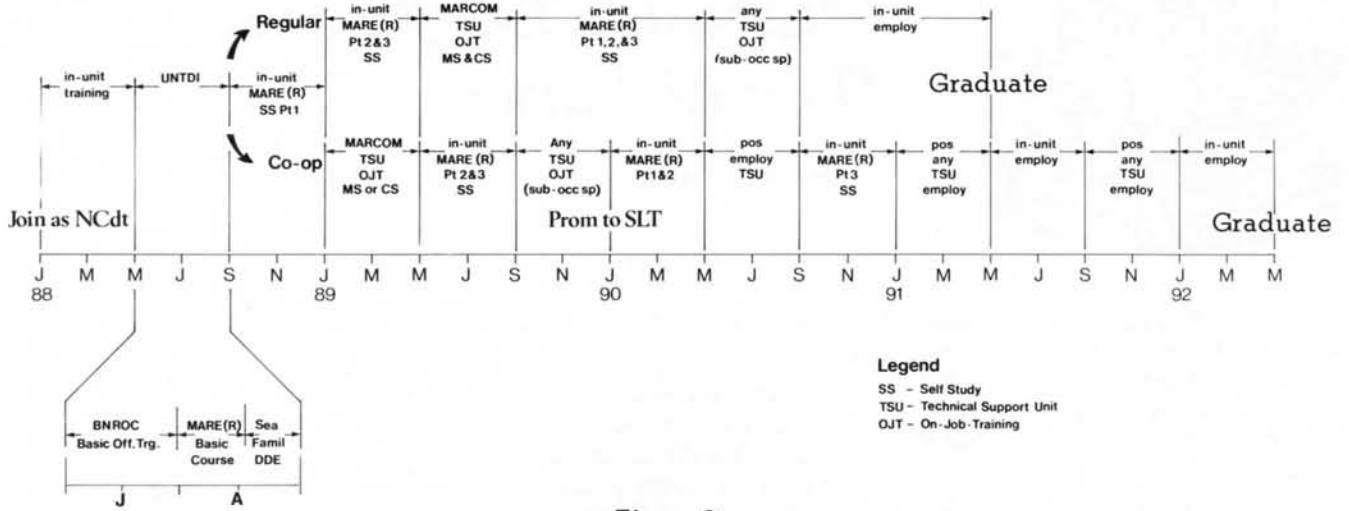 Regular
in-unit
MARE(R)
Pt 2&3
SS
MARCOM
TSU
OJT
MS & CS
in-unit
MARE(R)
Pt 1,2,&3
SS
any
TSU
OJT
(sub-occ sp)
in-unit
employ
Graduate
in-unit
training
UNTDI
in-unit
MARE(R)
SS Pt1
Co-op
MARCOM
TSU
OJT
MS or CS
in-unit
MARE(R)
Pt 2&3
SS
Any
TSU
OJT
(sub-occ sp)
in-unit
MARE(R)
Pt1&2
pos
employ
TSU
in-unit
MARE(R)
Pt 3
SS
pos
any
TSU
employ
in-unit
employ
pos
any
TSU
employ
in-unit
employ
Join as NCdt
Prom to SLT
Graduate
J M M J S N J M M J S N J M M J S N J M M J S N J M M
88 89 90 91 92
BNROC
Basic Off. Trg.
MARE(R)
Basic
Course
Sea
Famil
DDE
J A
Legend
SS - Self Study
TSU - Technical Support Unit
OJT - On-Job-Training